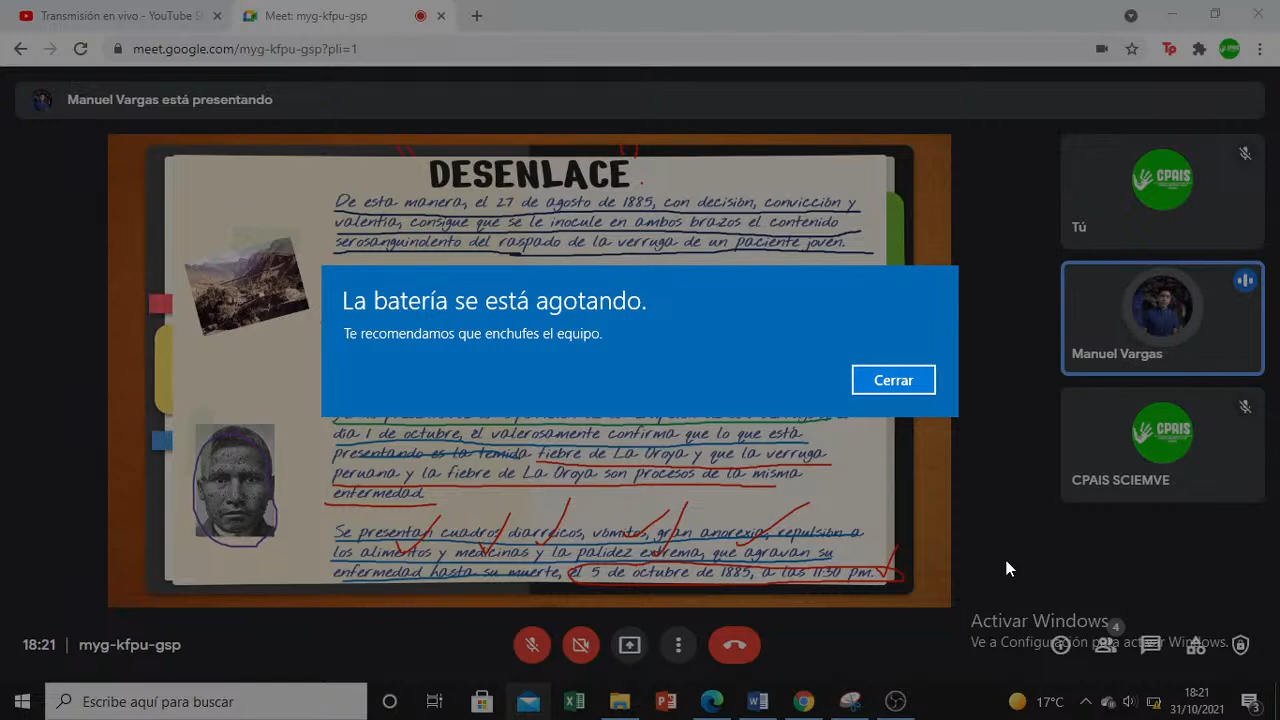 Transmisión en vivo - YouTube S
Meet: myg-kfpu-gsp
meet.google.com/myg-kfpu-gsp?pli=1
Manuel Vargas está presentando
DESENLACE
De esta manera, el 27 de agosto de 1885, con decisión, convicción y
valentía, consigue que se le inocule en ambos brazos el contenido
serosanguinolento del raspado de la verruga de un paciente joven.
La batería se está agotando.
Te recomendamos que enchufes el equipo.
Cerrar
día 1 de octubre, el valerosamente confirma que lo que está
presentando es la temida fiebre de La Oroya y que la verruga
peruana y la fiebre de La Oroya son procesos de la misma
enfermedad.
Se presentan cuadros diarreicos, vómitos, gran anorexia, repulsión a
los alimentos y medicinas y la palidez extrema, que agravan su
enfermedad hasta su muerte, el 5 de octubre de 1885, a las 11:30 pm.
CPAIS
Tú
Manuel Vargas
CPAIS
CPAIS SCIEMVE
Activar Windows
Ve a Configuración para activar Windows.
4
18:21 | myg-kfpu-gsp
Escribe aquí para buscar
17°C
18:21
31/10/2021
3